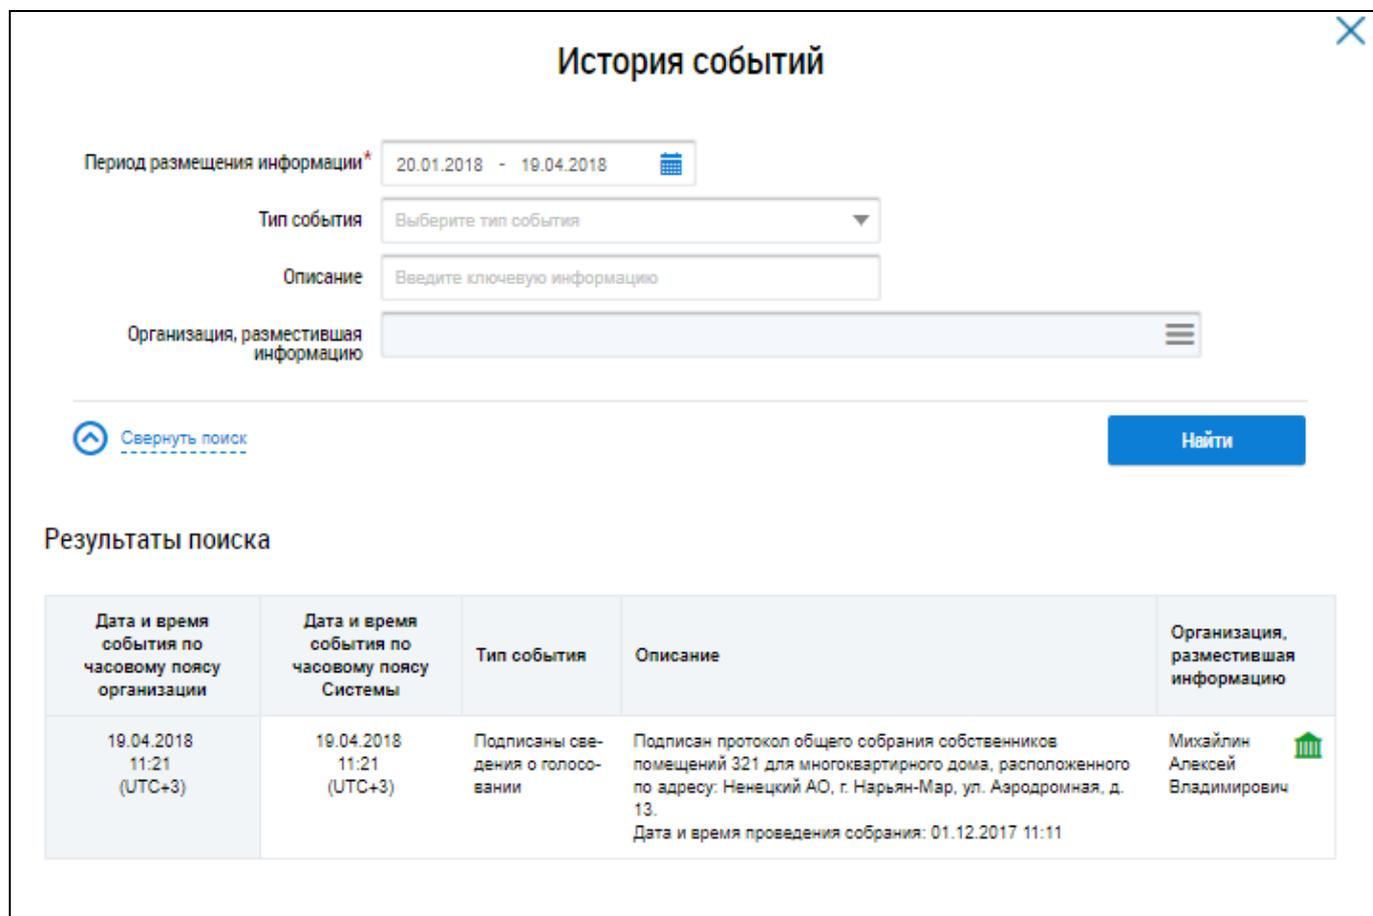 История событий
Период размещения информации*
20.01.2018 - 19.04.2018
Тип события
Выберите тип события
Описание
Введите ключевую информацию
Организация, разместившая
информацию
Свернуть поиск
Найти
Результаты поиска
Дата и время
события по
часовому поясу
организации
Дата и время
события по
часовому поясу
Системы
Тип события
Описание
Организация,
разместившая
информацию
19.04.2018
11:21
(UTC+3)
19.04.2018
11:21
(UTC+3)
Подписаны све-
дения о голосо-
вании
Подписан протокол общего собрания собственников
помещений 321 для многоквартирного дома, расположенного
по адресу: Ненецкий АО, г. Нарьян-Мар, ул. Аэродромная, д.
13.
Дата и время проведения собрания: 01.12.2017 11:11
Михайлин
Алексей
Владимирович